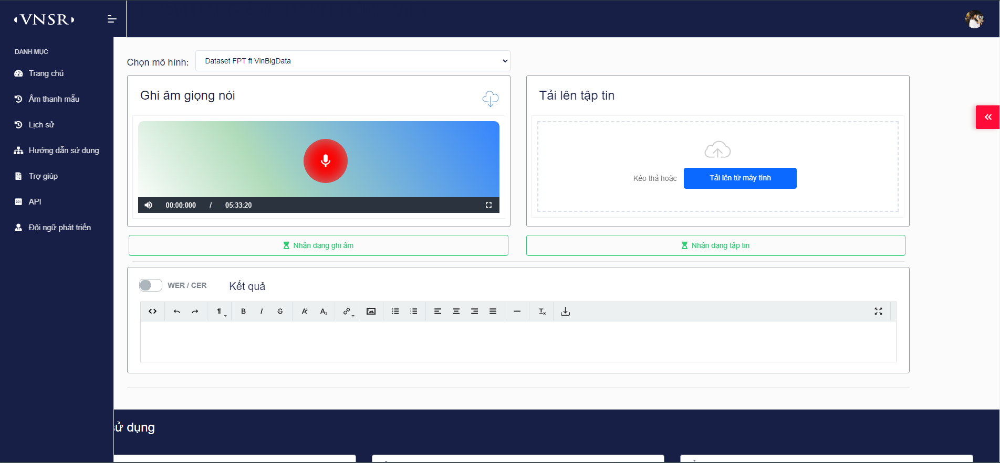 VNSR
DANH MỤC
Trang chủ
Âm thanh mẫu
Lịch sử
Hướng dẫn sử dụng
Trợ giúp
API
Đội ngũ phát triển
Chọn mô hình:
Dataset FPT ft VinBigData
Ghi âm giọng nói
00:00:000 / 05:33:20
Nhận dạng ghi âm
Tải lên tập tin
Kéo thả hoặc
Tải lên từ máy tính
Nhận dạng tập tin
WER / CER
Kết quả
sử dụng